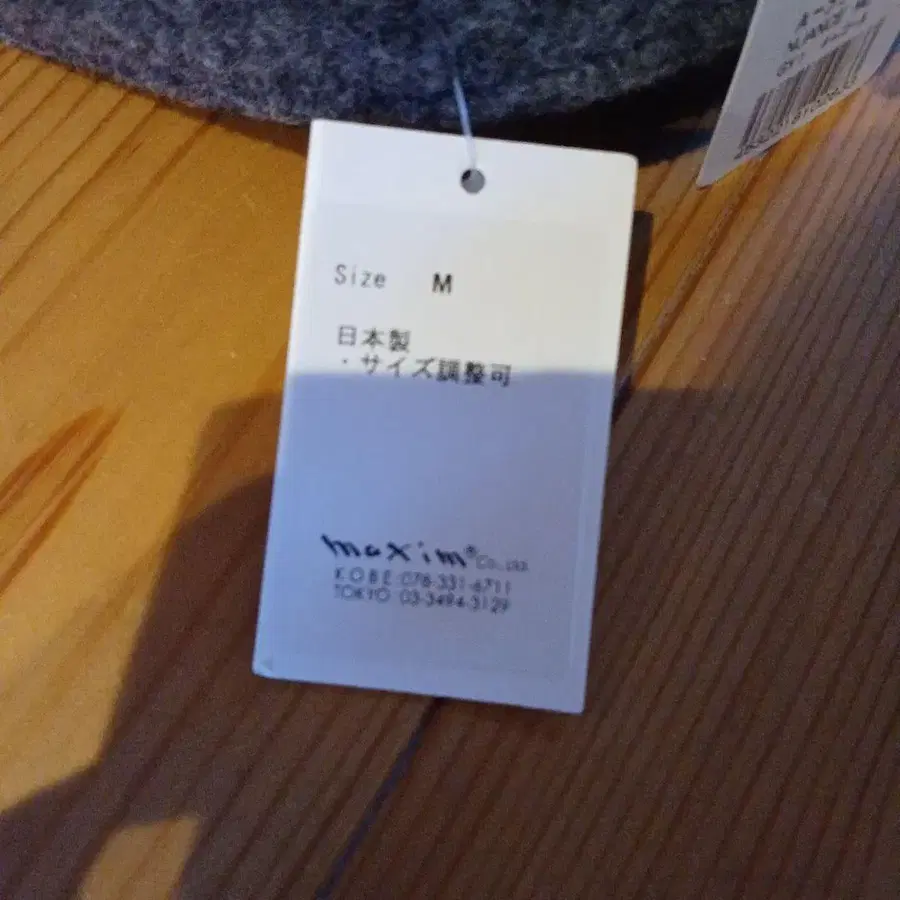 Size M
日本製
・サイズ調整可
maxim® Co.,Ltd.
KOBE:078-331-6711
TOKYO:03-3494-3129